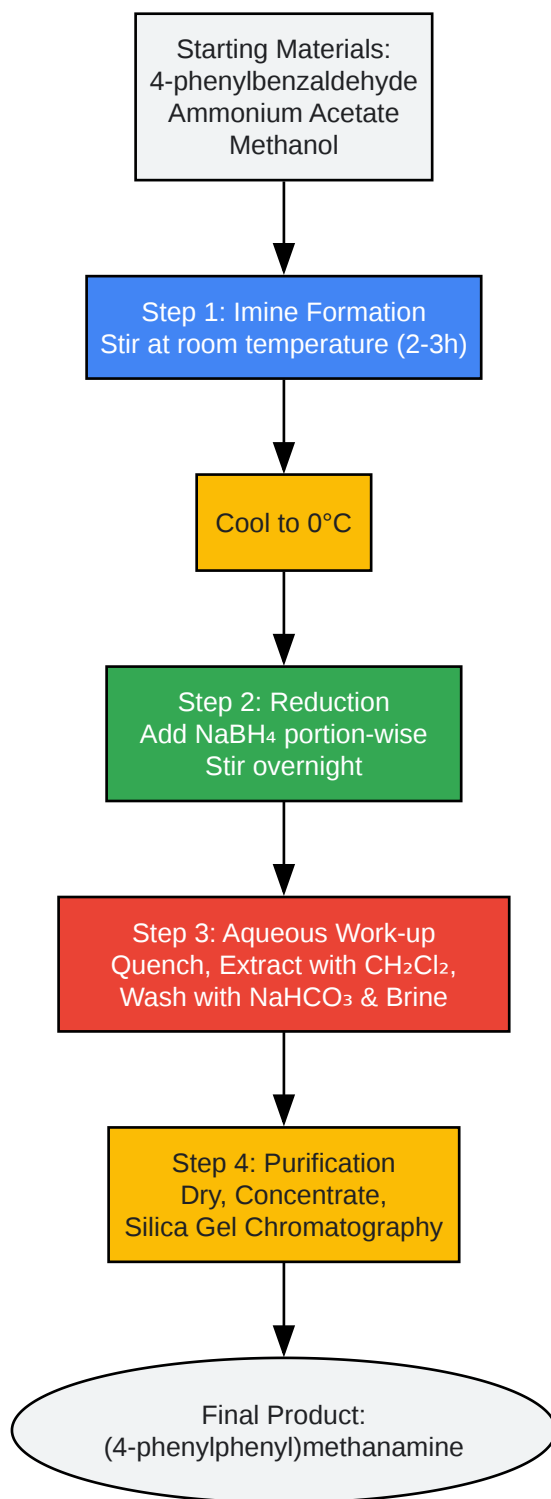 Starting Materials:
4-phenylbenzaldehyde
Ammonium Acetate
Methanol
Step 1: Imine Formation
Stir at room temperature (2-3h)
Cool to 0°C
Step 2: Reduction
Add NaBH₄ portion-wise
Stir overnight
Step 3: Aqueous Work-up
Quench, Extract with CH₂Cl₂,
Wash with NaHCO₃ & Brine
Step 4: Purification
Dry, Concentrate,
Silica Gel Chromatography
Final Product:
(4-phenylphenyl)methanamine